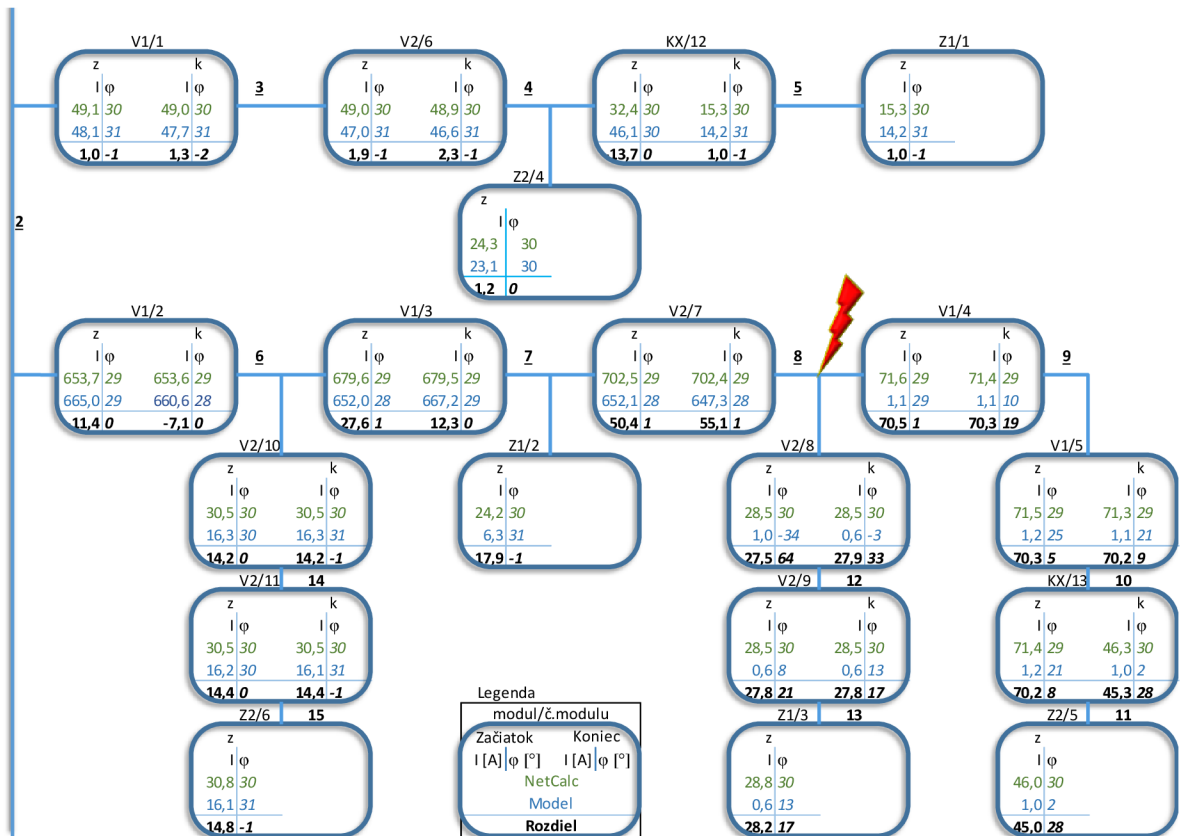 V1/1 V2/6 KX/12 Z1/1
z k z k z k z
I φ I φ 3 I φ I φ 4 I φ I φ 5 I φ
49,1 30 49,0 30 49,0 30 48,9 30 32,4 30 15,3 30 15,3 30
48,1 31 47,7 31 47,0 31 46,6 31 46,1 30 14,2 31 14,2 31
1,0 -1 1,3 -2 1,9 -1 2,3 -1 -13,7 0 1,0 -1 1,0 -1
Z2/4
z
2
I φ
24,3 30
23,1 30
1,2 0
V1/2 V1/3 V2/7 V1/4
z k z k z k z k
I φ I φ 6 I φ I φ 7 I φ I φ 8 I φ I φ 9
653,7 29 653,6 29 679,6 29 679,5 29 702,5 29 702,4 29 71,6 29 71,4 29
665,0 29 660,6 28 652,0 28 667,2 29 652,1 28 647,3 28 1,1 29 1,1 10
11,4 0 -7,1 0 27,6 1 12,3 0 50,4 1 55,1 1 70,5 1 70,3 19
V2/10 Z1/2 V2/8 V1/5
z k z z k z k
I φ I φ I φ I φ I φ I φ I φ
30,5 30 30,5 30 24,2 30 28,5 30 28,5 30 71,5 29 71,3 29
16,3 30 16,3 31 6,3 31 1,0 -34 0,6 -3 1,2 25 1,1 21
14,2 0 14,2 -1 17,9 -1 27,5 64 27,9 33 70,3 5 70,2 9
V2/11 14 V2/9 12 KX/13 10
z k z k z k
I φ I φ I φ I φ I φ I φ
30,5 30 30,5 30 28,5 30 28,5 30 71,4 29 46,3 30
16,2 30 16,1 31 0,6 8 0,6 13 1,2 21 1,0 2
14,4 0 14,4 -1 27,8 21 27,8 17 70,2 8 45,3 28
Z2/6 15 Z1/3 13 Z2/5 11
z z z
I φ I φ I φ
30,8 30 28,8 30 46,0 30
16,1 31 0,6 13 1,0 2
14,8 -1 28,2 17 45,0 28
Legenda
modul/č.modulu
Začiatok Koniec
I [A] φ [°] I [A] φ [°]
NetCalc
Model
Rozdiel